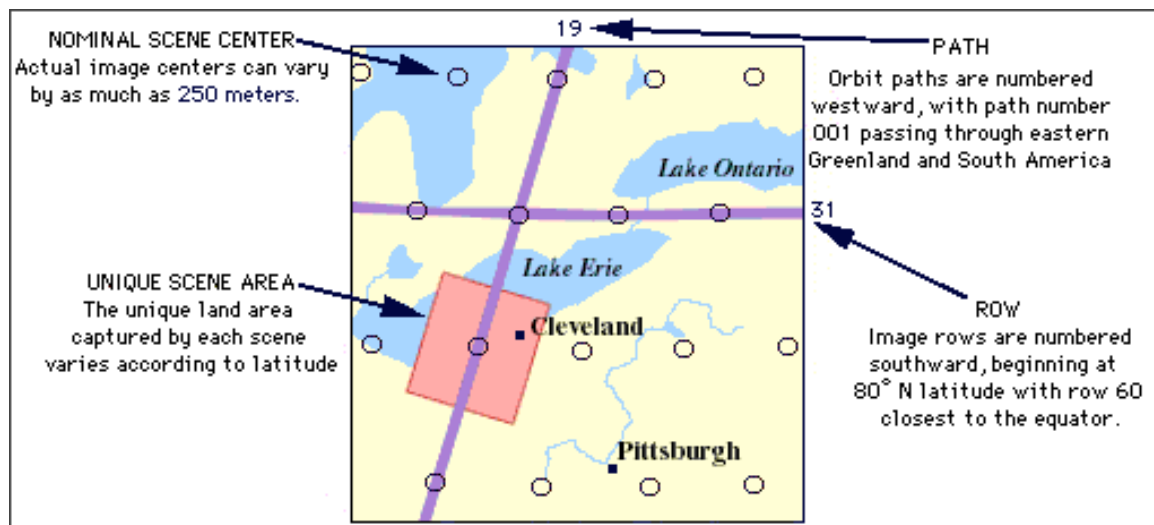 19
NOMINAL SCENE CENTER
Actual image centers can vary
by as much as 250 meters.
PATH
Orbit paths are numbered
westward, with path number
001 passing through eastern
Greenland and South America
Lake Ontario
31
UNIQUE SCENE AREA
The unique land area
captured by each scene
varies according to latitude
Lake Erie
Cleveland
ROW
Image rows are numbered
southward, beginning at
80° N latitude with row 60
closest to the equator.
Pittsburgh